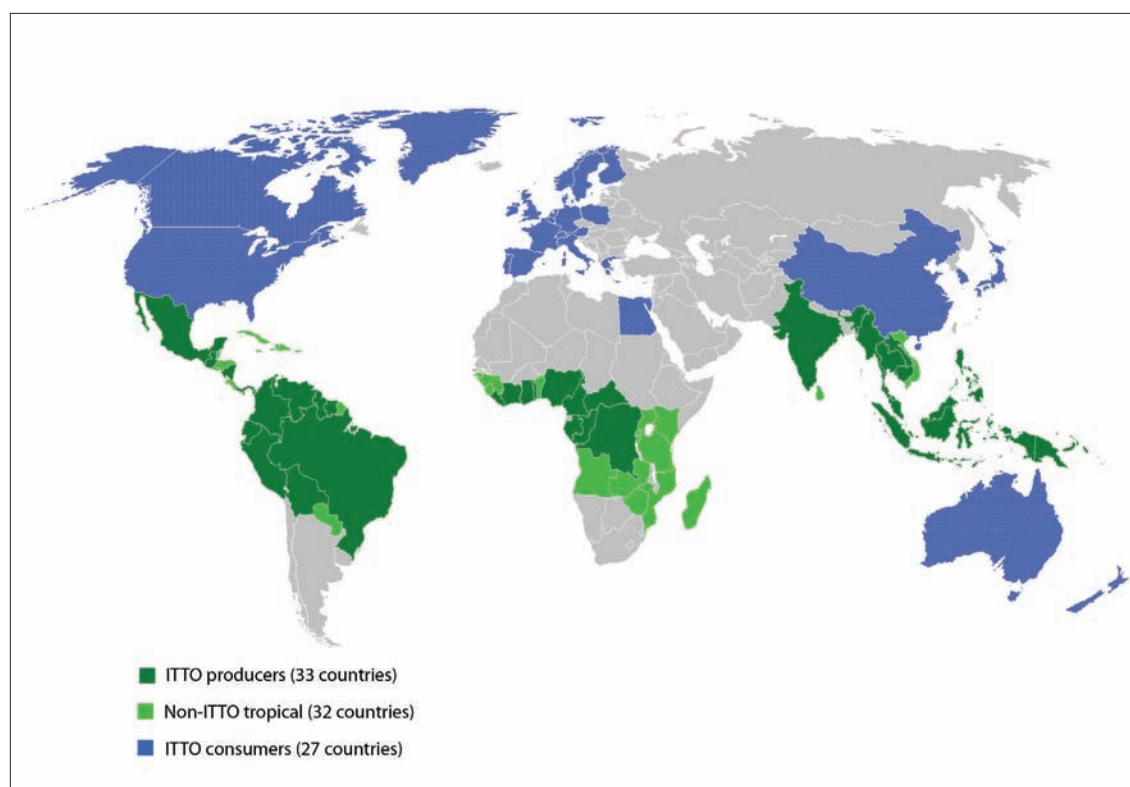 ITTO producers (33 countries)
Non-ITTO tropical (32 countries)
ITTO consumers (27 countries)